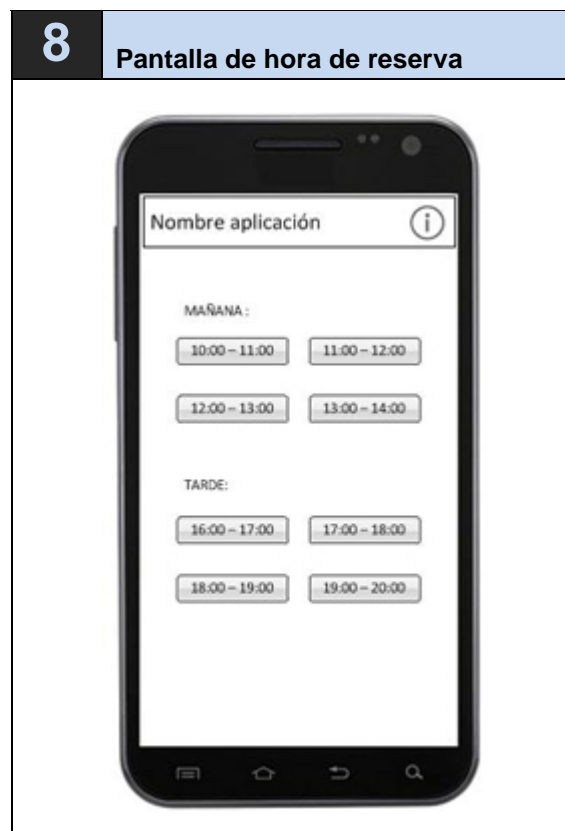 8
Pantalla de hora de reserva
Nombre aplicación
i
MAÑANA :
10:00 – 11:00 11:00 – 12:00
12:00 – 13:00 13:00 – 14:00
TARDE:
16:00 – 17:00 17:00 – 18:00
18:00 – 19:00 19:00 – 20:00